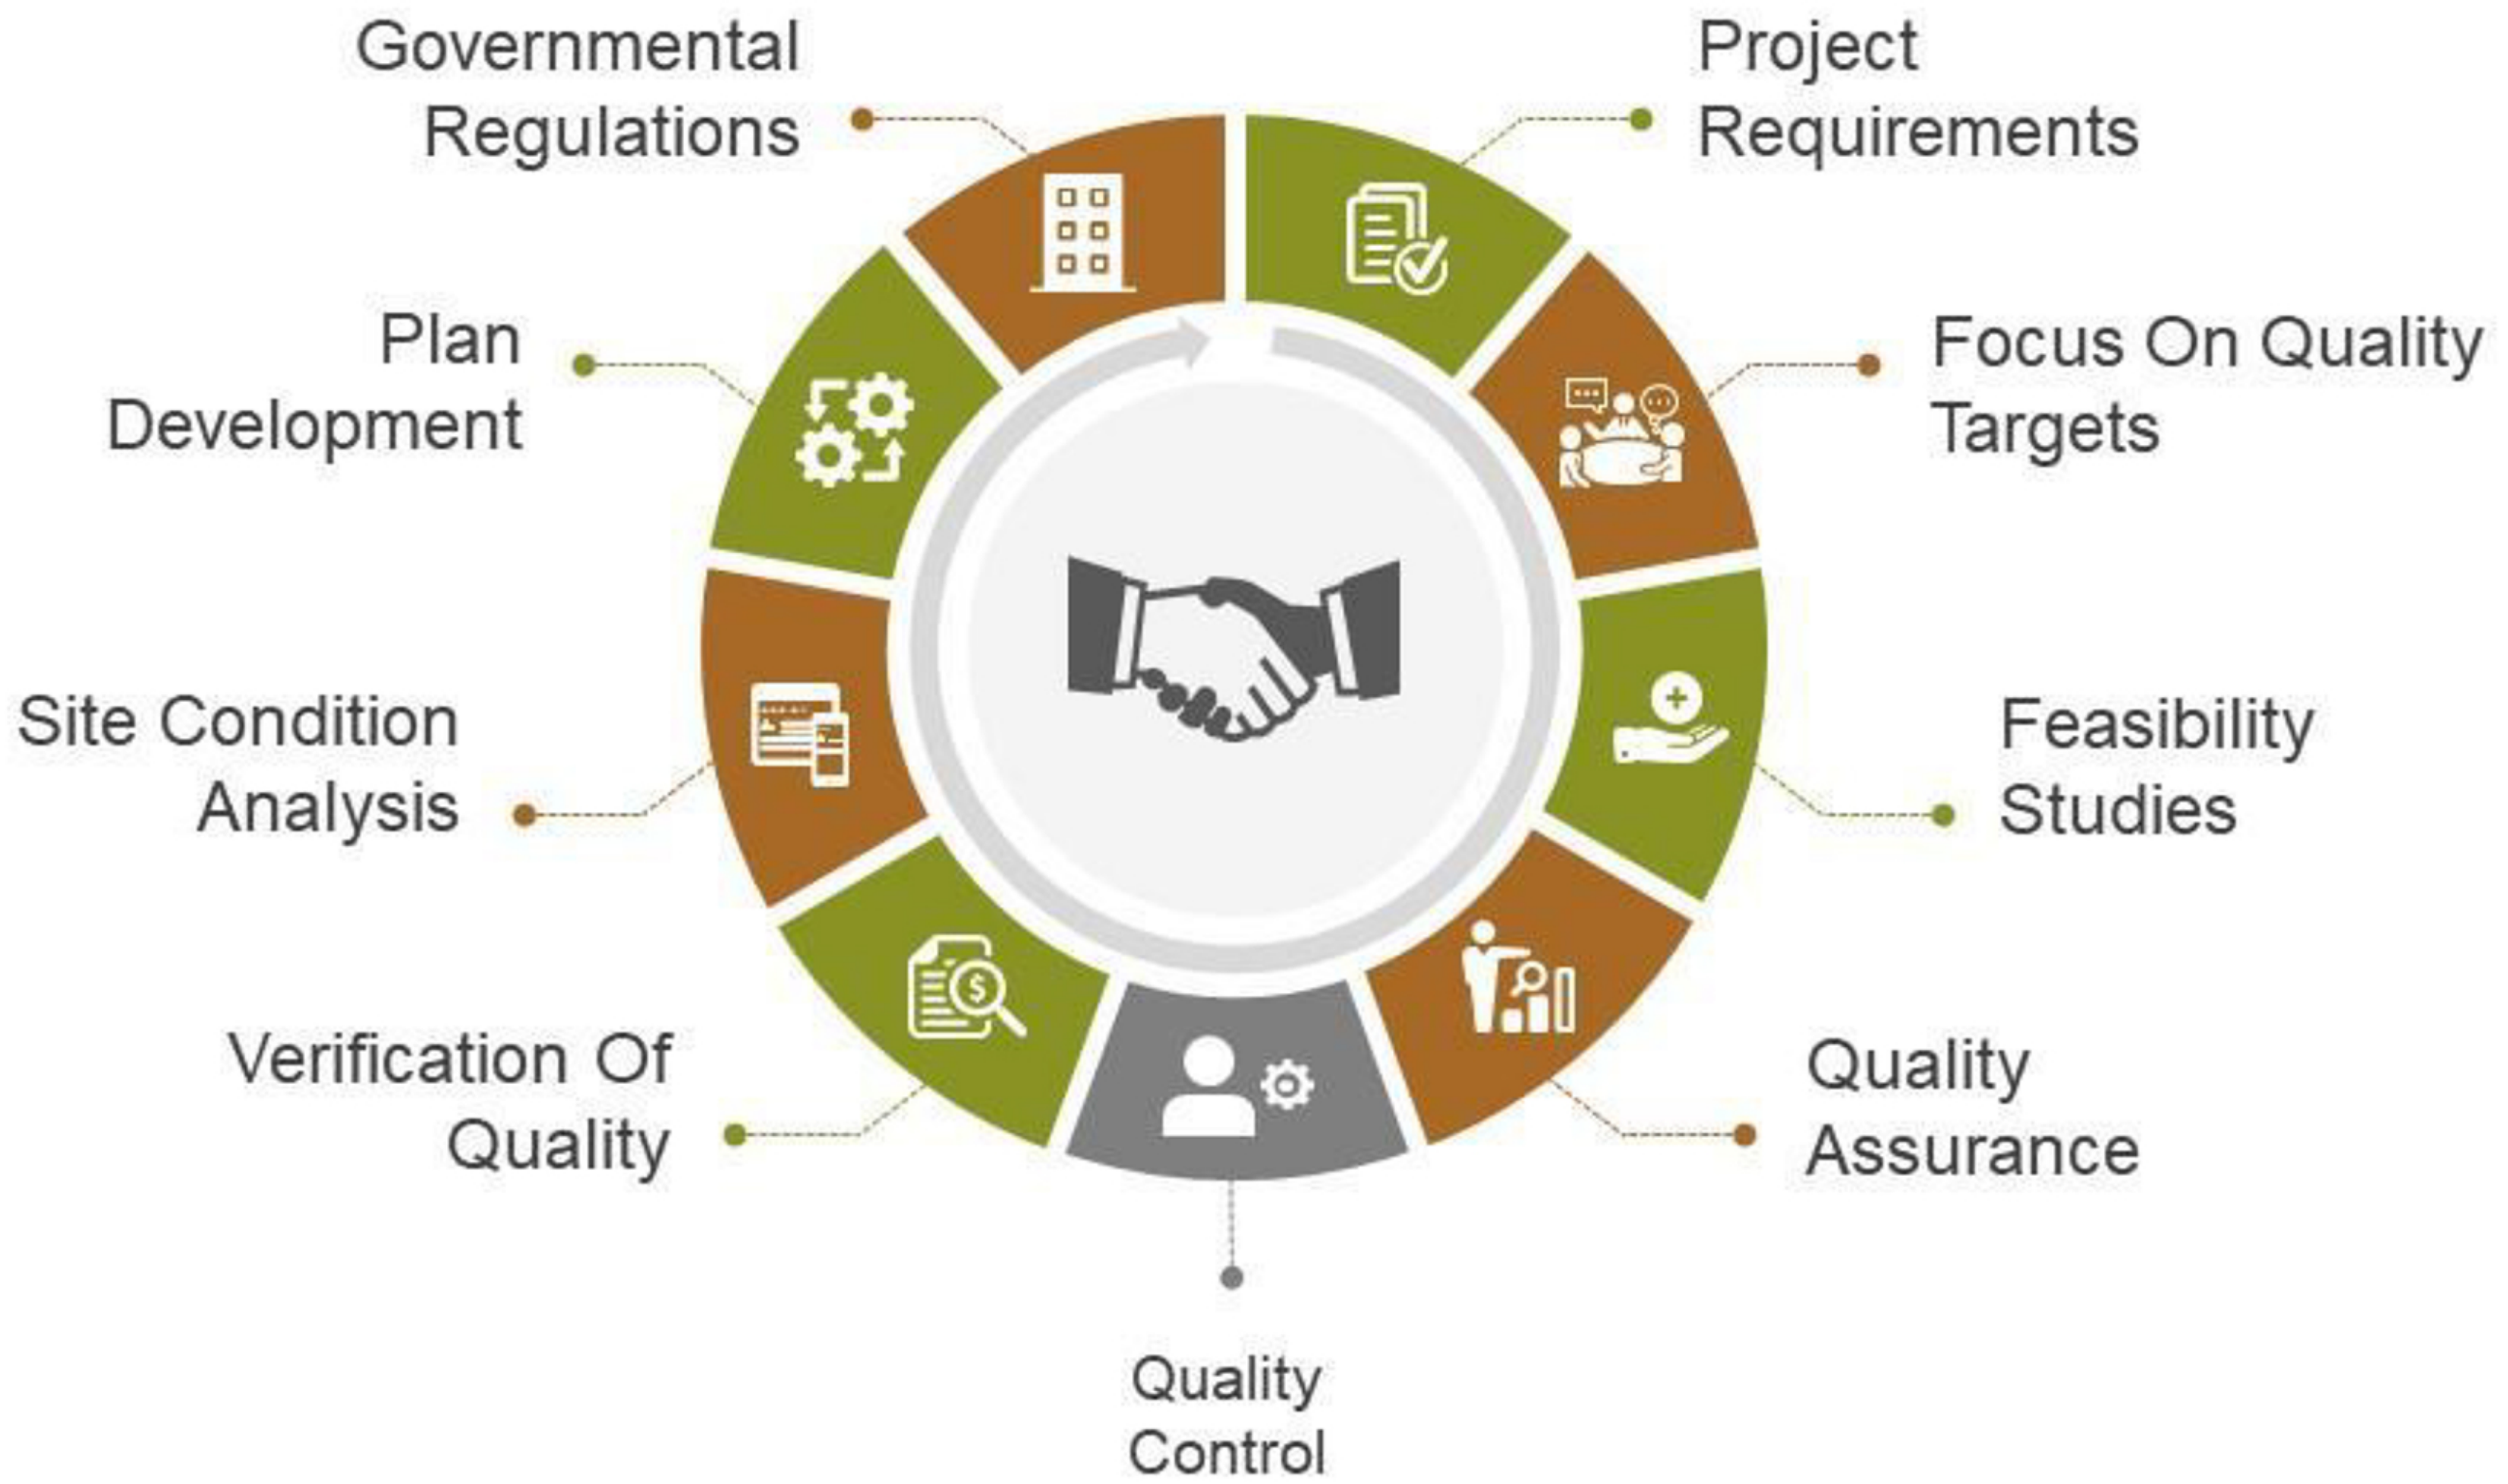 Governmental
Regulations
Project
Requirements
Plan
Development
Focus On Quality
Targets
Site Condition
Analysis
Feasibility
Studies
Verification Of
Quality
Quality
Assurance
Quality
Control
$